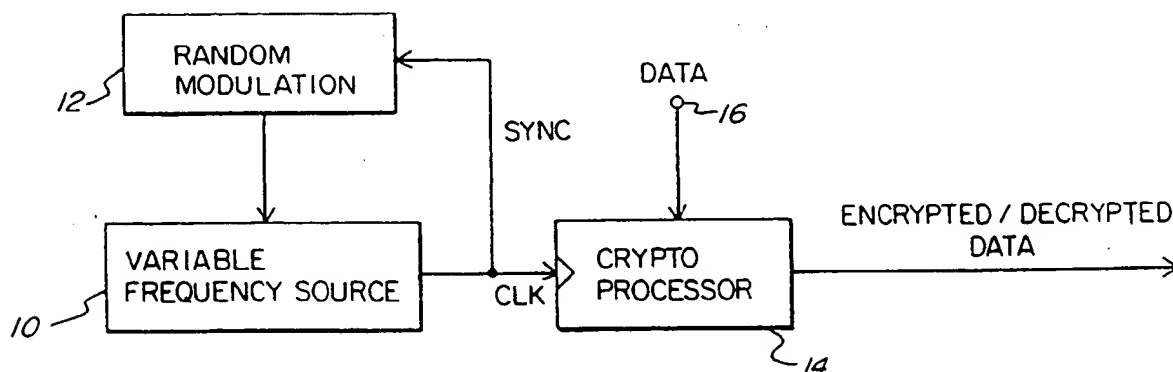 RANDOM
MODULATION
12
SYNC
DATA
16
VARIABLE
FREQUENCY SOURCE
10
CLK
CRYPTO
PROCESSOR
14
ENCRYPTED / DECRYPTED
DATA